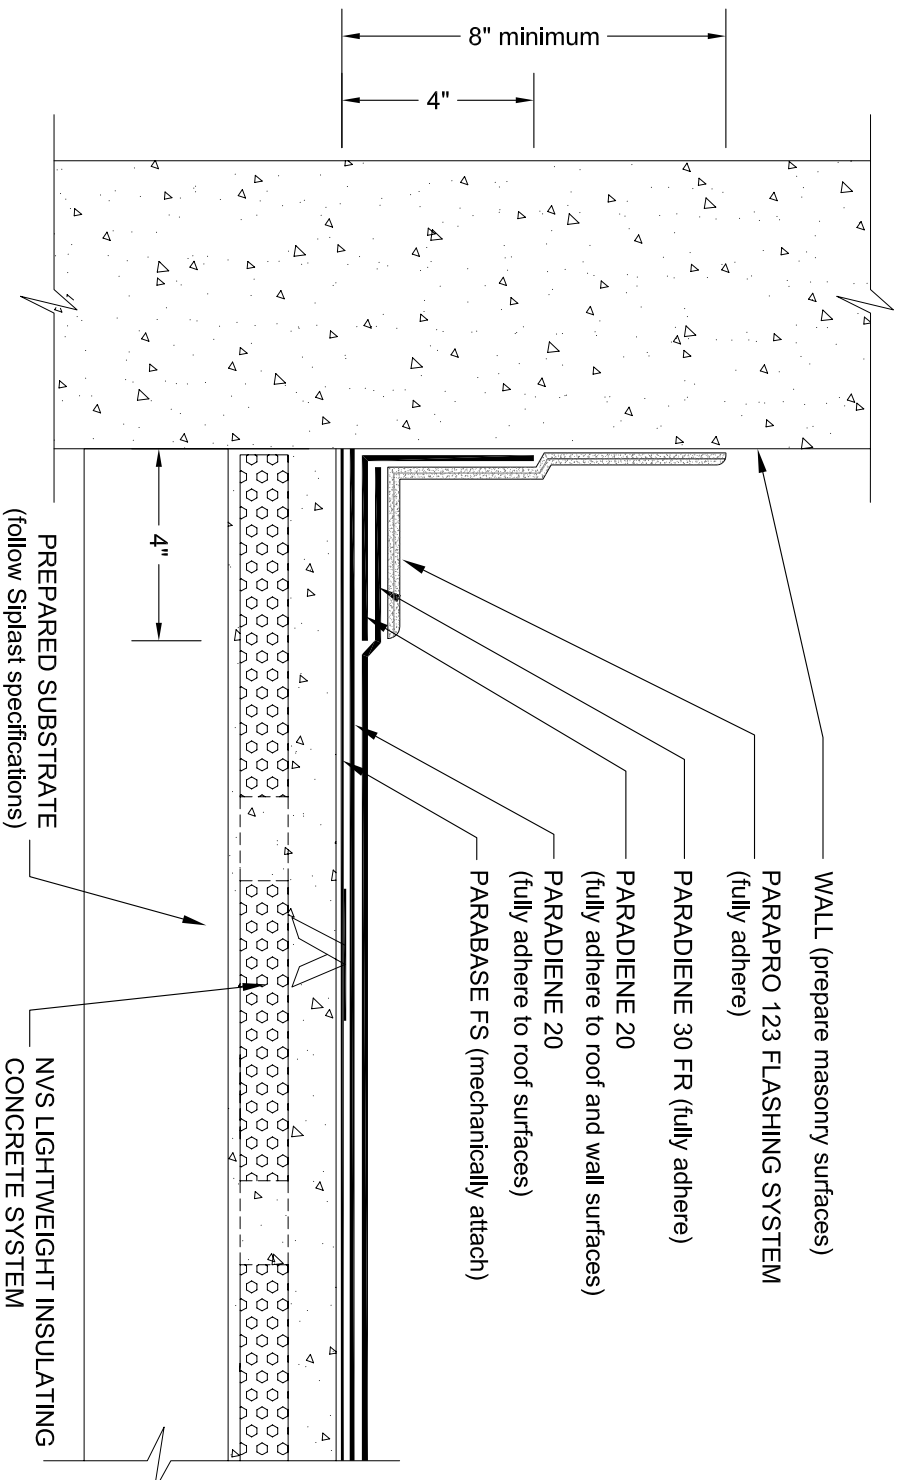 8" minimum
4"
WALL (prepare masonry surfaces)
PARAPRO 123 FLASHING SYSTEM
(fully adhere)
PARADIENE 30 FR (fully adhere)
PARADIENE 20
(fully adhere to roof and wall surfaces)
PARADIENE 20
(fully adhere to roof surfaces)
PARABASE FS (mechanically attach)
4"
PREPARED SUBSTRATE
(follow Siplast specifications)
NVS LIGHTWEIGHT INSULATING
CONCRETE SYSTEM